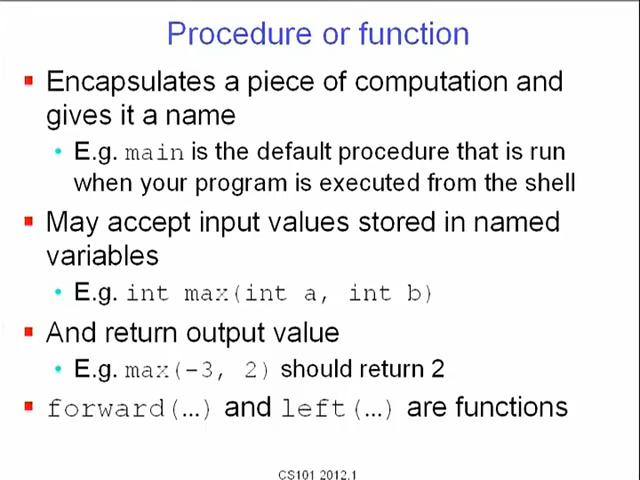 Procedure or function
Encapsulates a piece of computation and
gives it a name
E.g. main is the default procedure that is run
when your program is executed from the shell
May accept input values stored in named
variables
E.g. int max(int a, int b)
And return output value
E.g. max(-3, 2) should return 2
forward(…) and left(…) are functions
CS101 2012.1